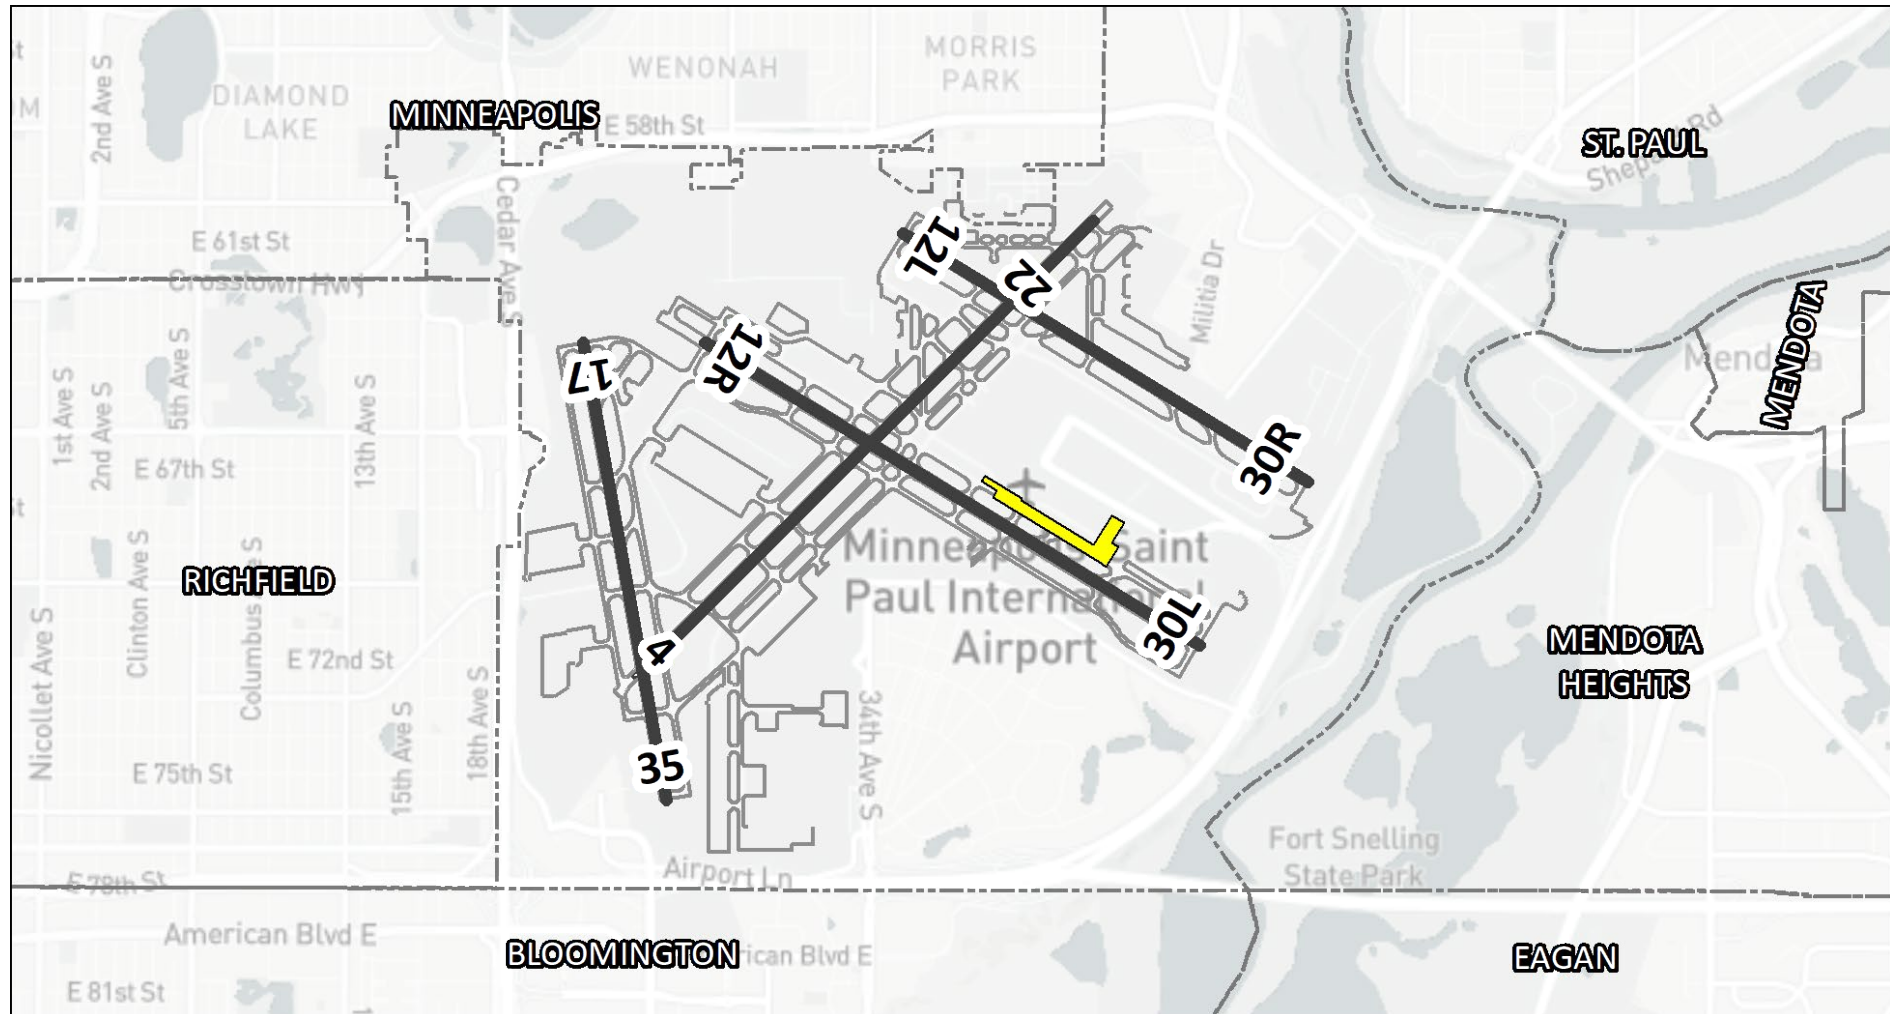 MORRIS
PARK
WENONAH
DIAMOND
LAKE
MINNEAPOLIS
E 58th St
2nd Ave S
ST. PAUL
Shepard Rd
Cedar Ave S
E 61st St
Crosstown Hwy
12L
22
Militia Dr
MENDOTA
Mendota
17
12R
1st Ave S
2nd Ave S
5th Ave S
13th Ave S
E 67th St
30R
Minneapolis-Saint
Paul International
Airport
RICHFIELD
Clinton Ave S
Columbus Ave S
Nicollet Ave S
E 72nd St
4
30L
MENDOTA
HEIGHTS
18th Ave S
15th Ave S
34th Ave S
35
E 75th St
Fort Snelling
State Park
Airport Ln
E 78th St
American Blvd E
BLOOMINGTON
rican Blvd E
EAGAN
E 81st St